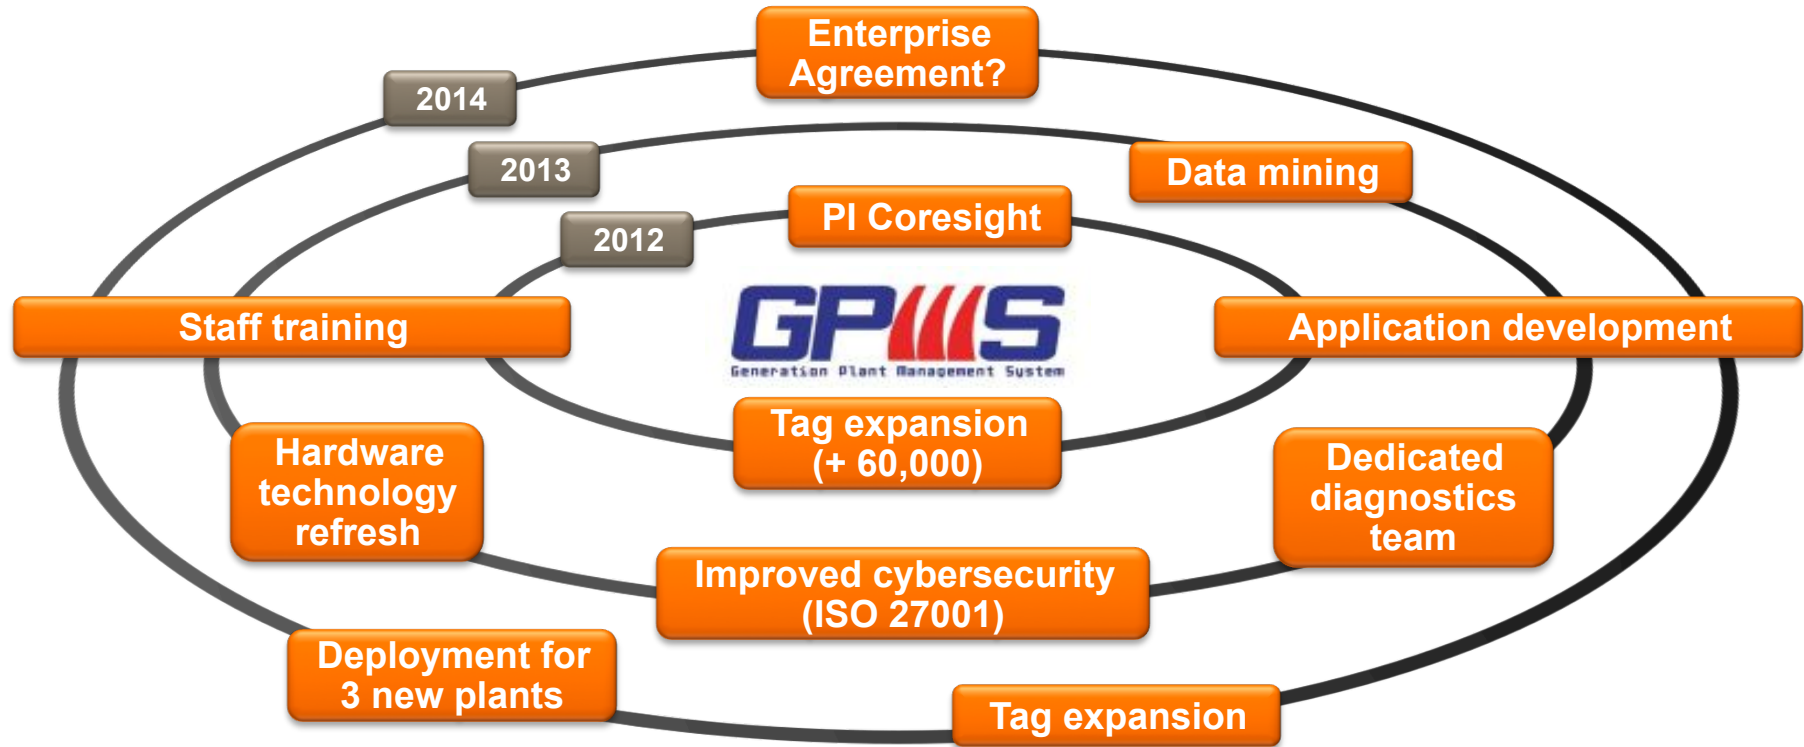 Enterprise
Agreement?
2014
2013
Data mining
PI Coresight
2012
GPMS
Generation Plant Management System
Staff training
Application development
Tag expansion
(+ 60,000)
Hardware
technology
refresh
Dedicated
diagnostics
team
Improved cybersecurity
(ISO 27001)
Deployment for
3 new plants
Tag expansion